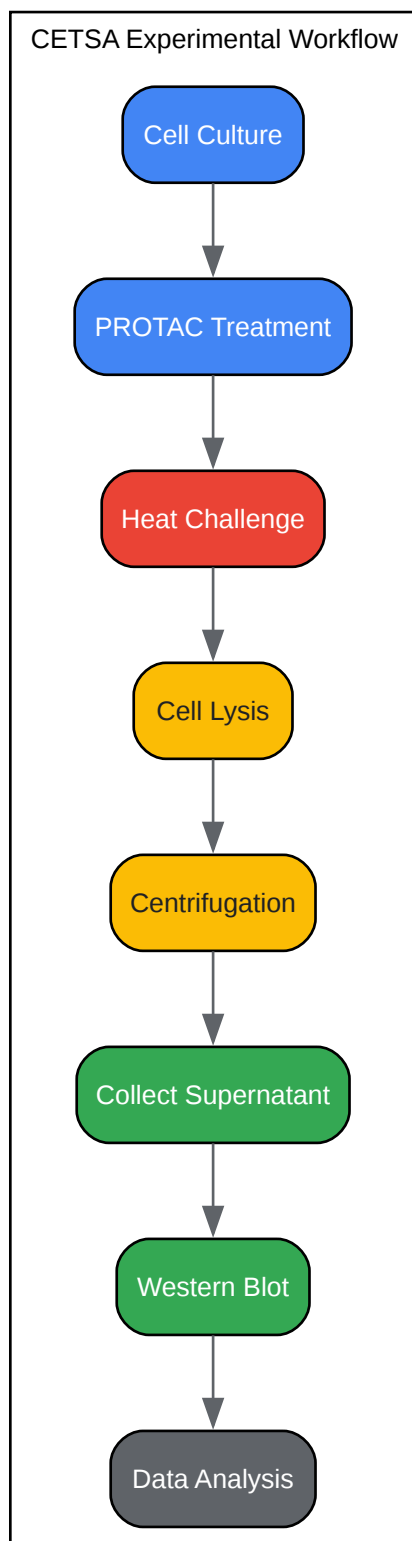 CETSA Experimental Workflow
Cell Culture
PROTAC Treatment
Heat Challenge
Cell Lysis
Centrifugation
Collect Supernatant
Western Blot
Data Analysis